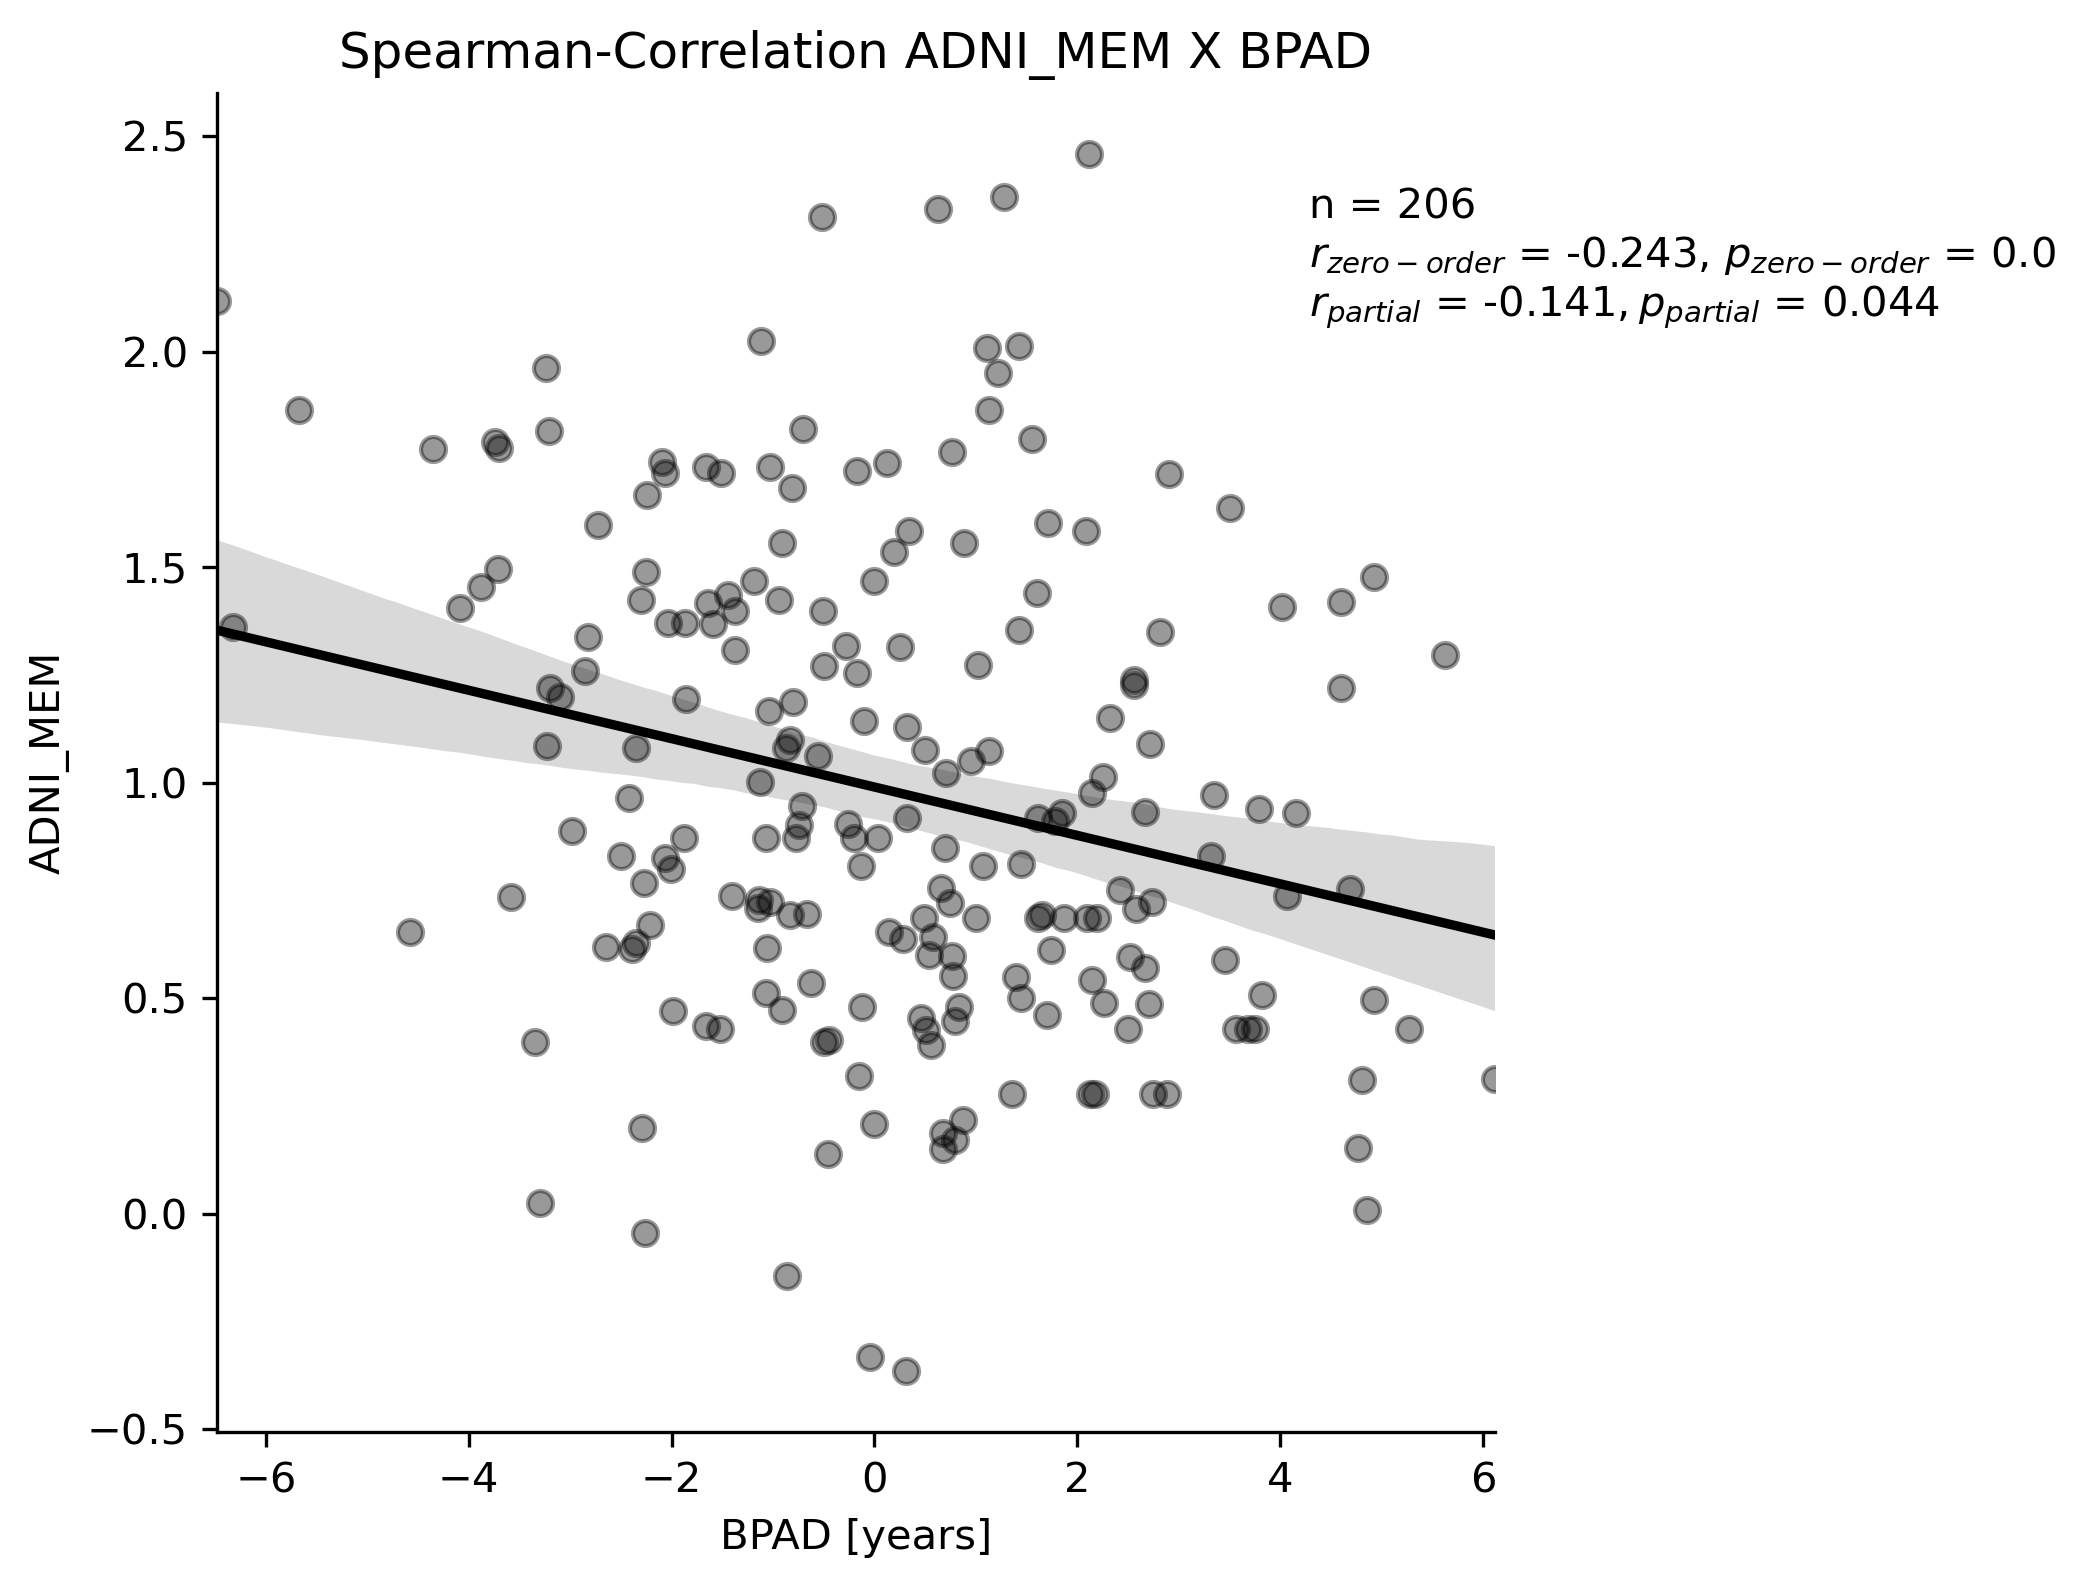 Spearman-Correlation ADNI_MEM X BPAD
n = 206
r_zero−order = -0.243, p_zero−order = 0.0
r_partial = -0.141, p_partial = 0.044
ADNI_MEM
2.5
2.0
1.5
1.0
0.5
0.0
−0.5
−6 −4 −2 0 2 4 6
BPAD [years]